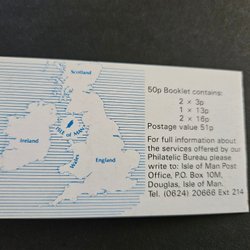 Scotland
50p Booklet contains:
2 × 3p
1 × 13p
2 × 16p
Postage value 51p
ISLE OF MAN
Ireland
England
Wales
For full information about
the services offered by our
Philatelic Bureau please
write to: Isle of Man Post
Office, P.O. Box 10M,
Douglas, Isle of Man.
Tel. (0624) 20666 Ext 214